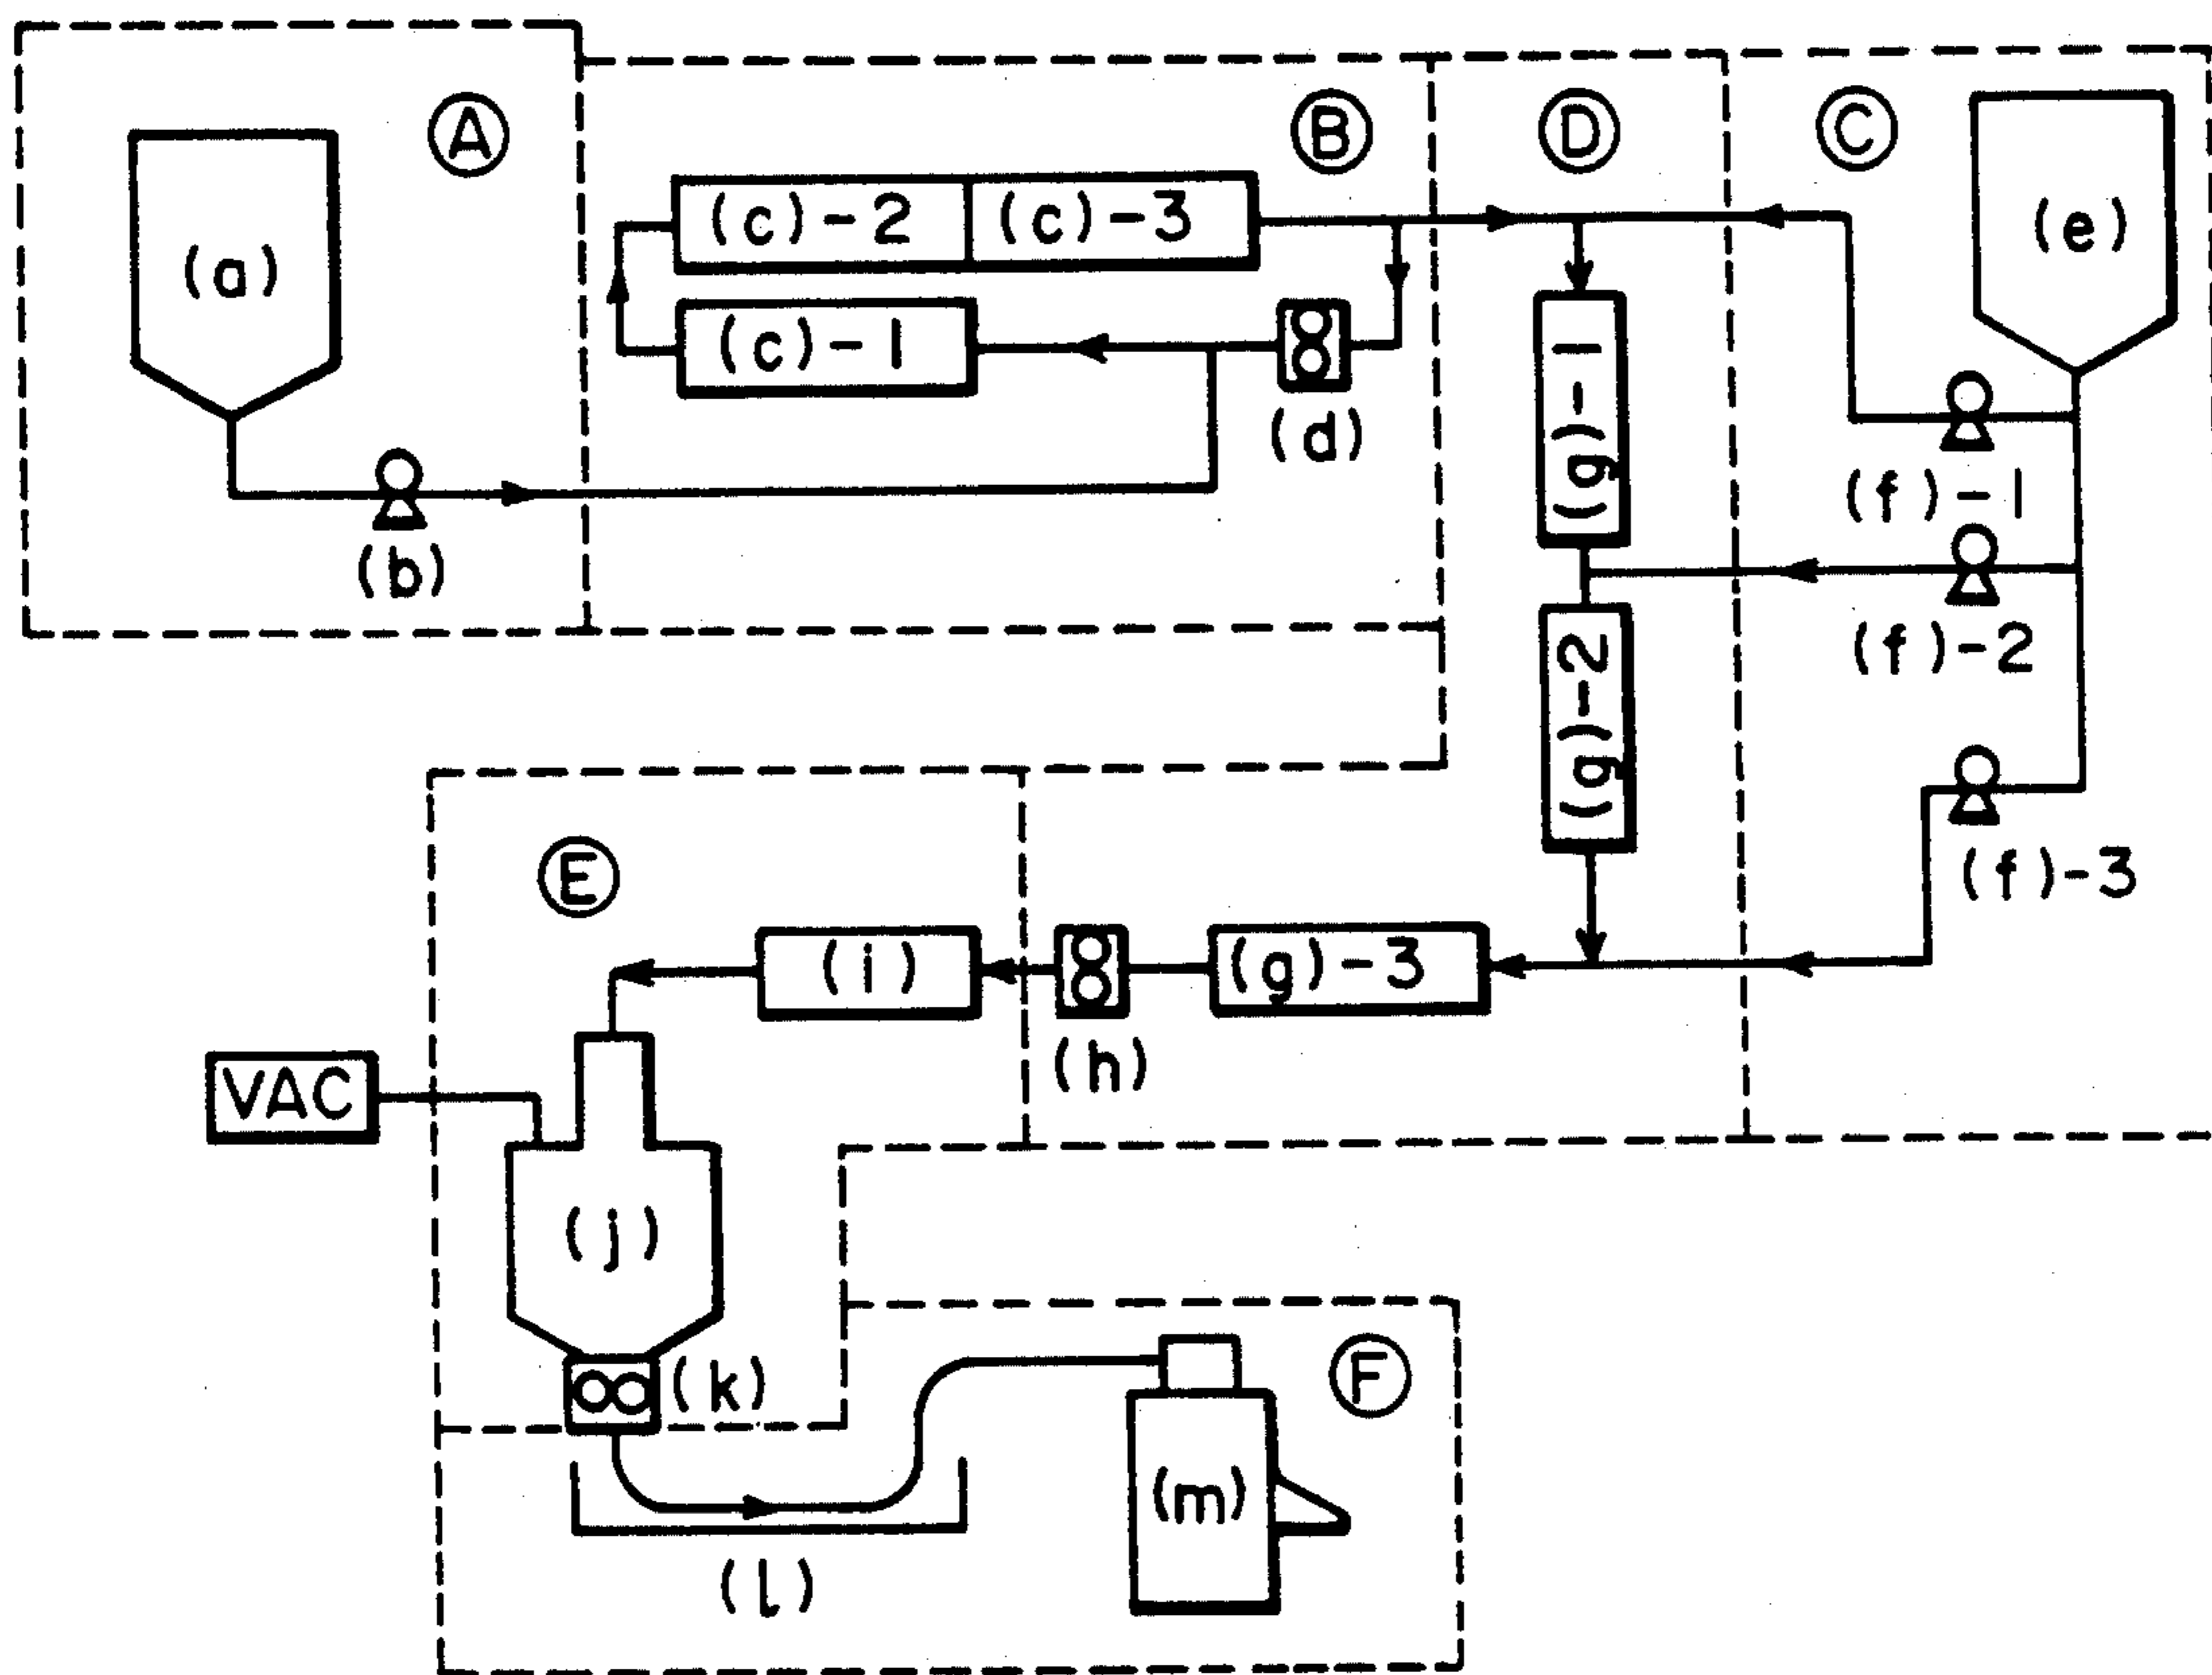 A
B
D
C
(a)
(c)-2
(c)-3
(e)
(c)-1
(g)-1
(d)
(b)
(f)-1
(f)-2
(g)-2
(f)-3
E
(i)
(g)-3
(h)
VAC
(j)
(k)
F
(m)
(l)